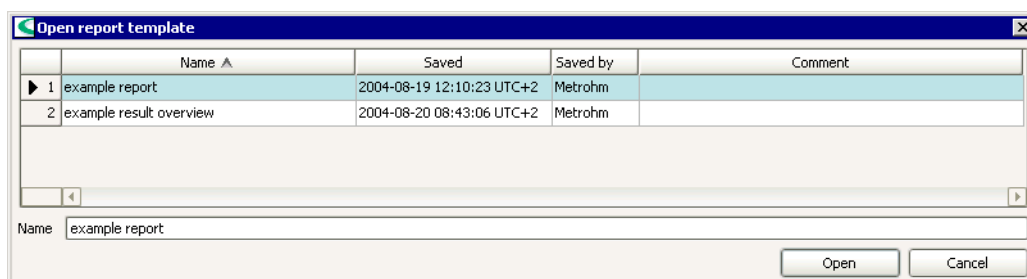 Open report template
Name Saved Saved by Comment
1 example report 2004-08-19 12:10:23 UTC+2 Metrohm
2 example result overview 2004-08-20 08:43:06 UTC+2 Metrohm
Name example report
Open Cancel